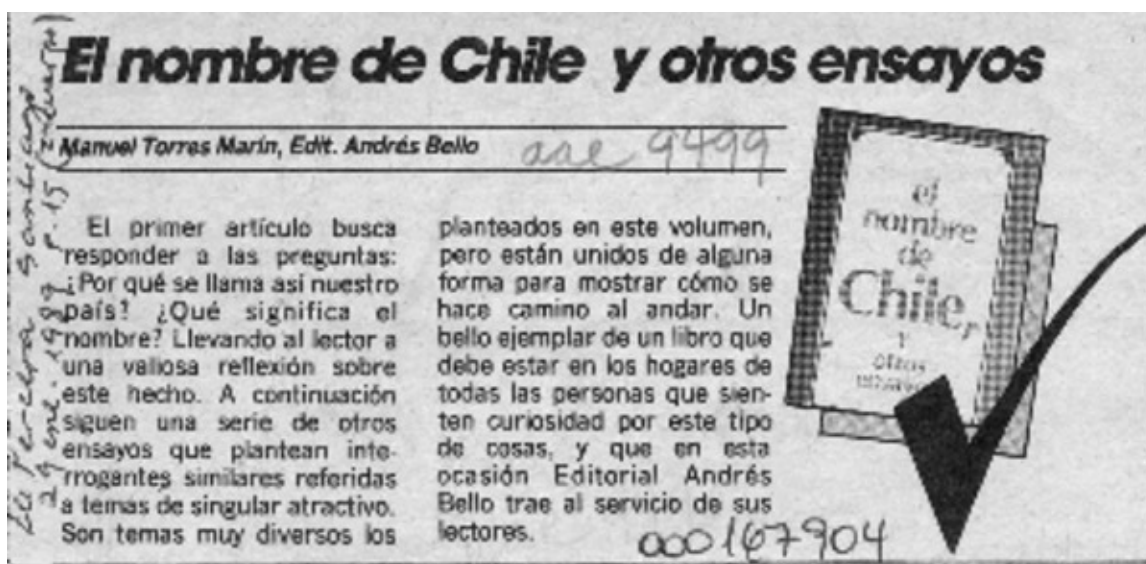 El nombre de Chile y otros ensayos
Manuel Torres Marín, Edit. Andrés Bello
aae 9499
El primer artículo busca
responder a las preguntas:
¿Por qué se llama así nuestro
país? ¿Qué significa el
nombre? Llevando al lector a
una valiosa reflexión sobre
este hecho. A continuación
siguen una serie de otros
ensayos que plantean inte-
rrogantes similares referidas
a temas de singular atractivo.
Son temas muy diversos los
planteados en este volumen,
pero están unidos de alguna
forma para mostrar cómo se
hace camino al andar. Un
bello ejemplar de un libro que
debe estar en los hogares de
todas las personas que sien-
ten curiosidad por este tipo
de cosas, y que en esta
ocasión Editorial Andrés
Bello trae al servicio de sus
lectores.
el
nombre
de
Chile,
y
otros
000167904
La Tercera Santiago
29 ene. 1989 p. 15